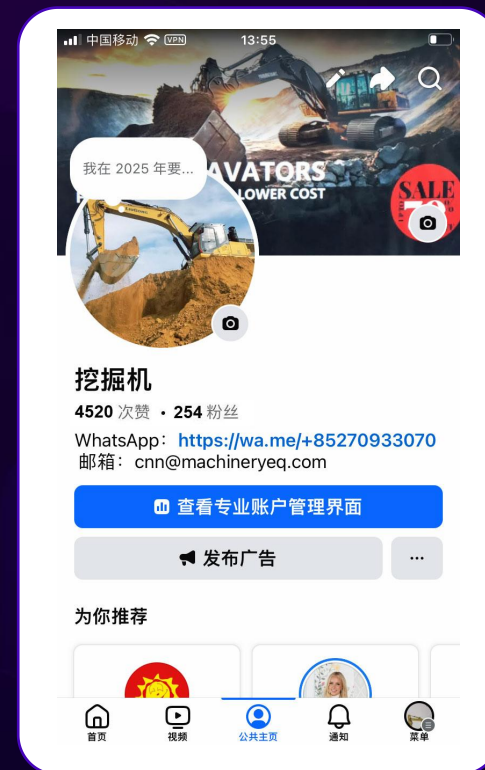 中国移动 VPN 13:55
我在 2025 年要...
AVATORS
LOWER COST
SALE
挖掘机
4520 次赞 · 254 粉丝
WhatsApp：https://wa.me/+85270933070
邮箱：cnn@machineryeq.com
查看专业账户管理界面
发布广告
...
为你推荐
首页 视频 公共主页 通知 菜单